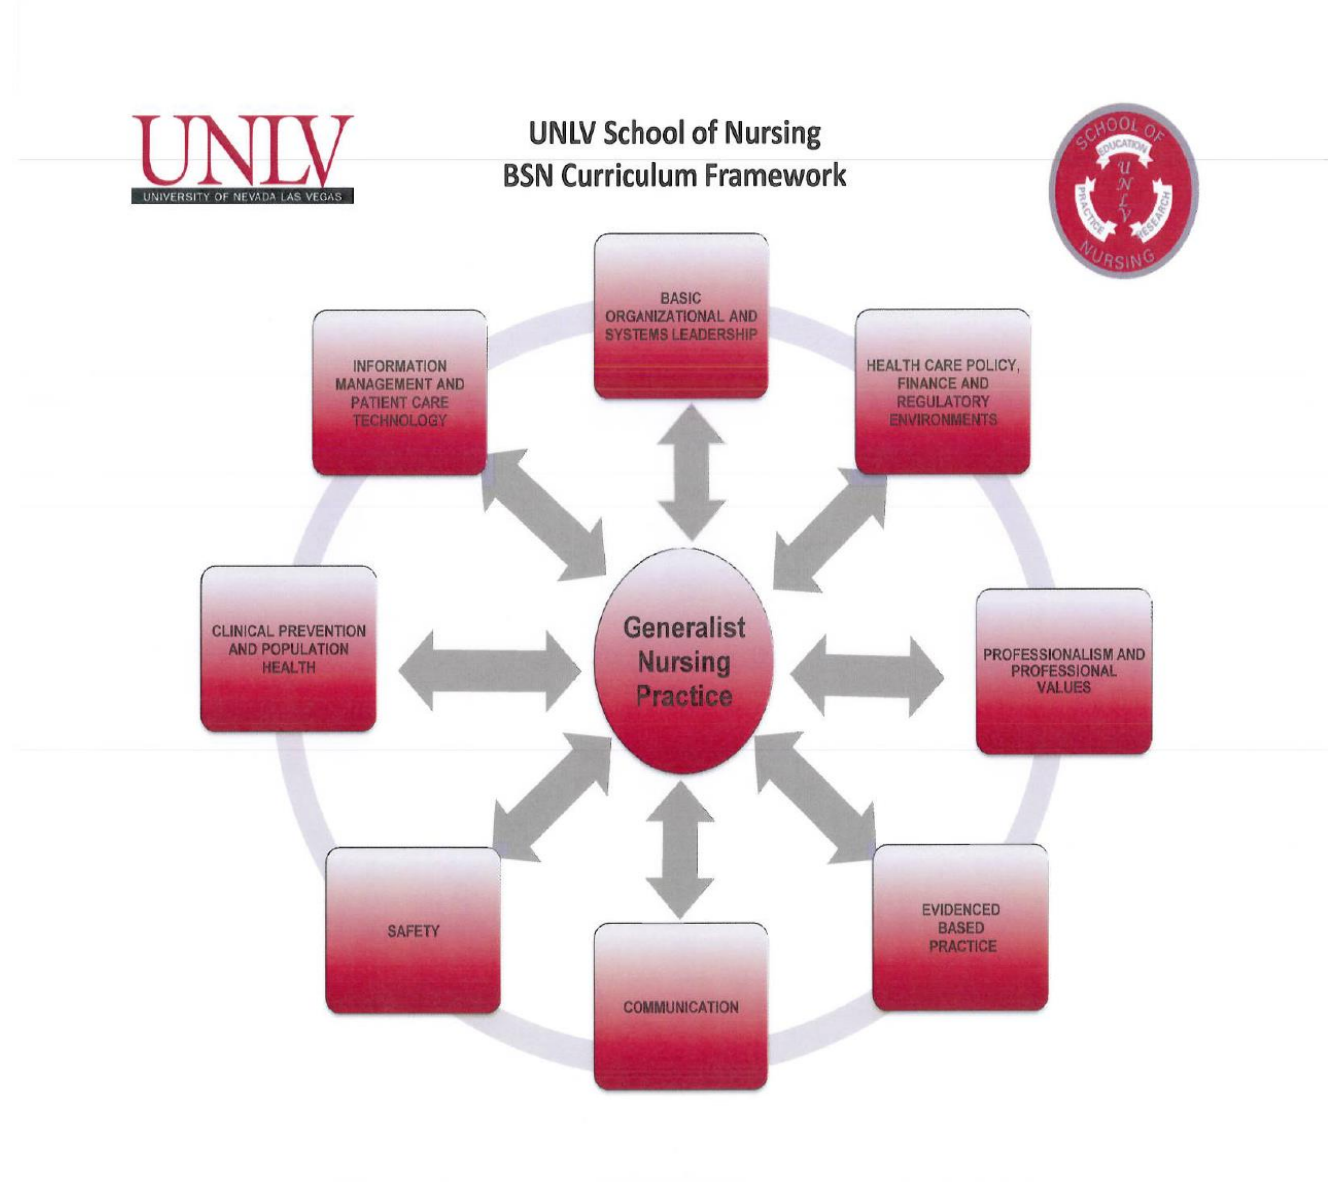 UNLV
UNIVERSITY OF NEVADA LAS VEGAS
UNLV School of Nursing
BSN Curriculum Framework
SCHOOL OF
EDUCATION
UNLV
PRACTICE
RESEARCH
NURSING
BASIC
ORGANIZATIONAL AND
SYSTEMS LEADERSHIP
INFORMATION
MANAGEMENT AND
PATIENT CARE
TECHNOLOGY
HEALTH CARE POLICY,
FINANCE AND
REGULATORY
ENVIRONMENTS
CLINICAL PREVENTION
AND POPULATION
HEALTH
Generalist
Nursing
Practice
PROFESSIONALISM AND
PROFESSIONAL
VALUES
SAFETY
COMMUNICATION
EVIDENCED
BASED
PRACTICE